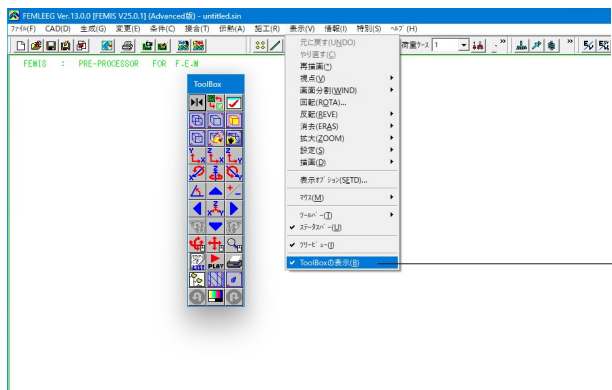 FEMLEEG Ver.13.0.0 [FEMIS V25.0.1] (Advanced版) - untitled.sin
ﾌｧｲﾙ(F) CAD(D) 生成(G) 変更(E) 条件(C) 接合(T) 伝熱(A) 施工(R) 表示(V) 情報(I) 特別(S) ﾍﾙﾌﾟ(H)
荷重ｹｰｽ 1
FEMIS : PRE-PROCESSOR FOR F.E.M
元に戻す(UNDO)
やり直す(C)
再描画(*)
視点(V)
画面分割(WIND)
回転(ROTA)...
反転(REVE)
消去(ERAS)
拡大(ZOOM)
設定(S)
描画(D)
表示ｵﾌﾟｼｮﾝ(SETD)...
ﾏｳｽ(M)
ﾂｰﾙﾊﾞｰ(T)
ｽﾃｰﾀｽﾊﾞｰ(U)
ﾂﾘｰﾋﾞｭｰ(J)
ToolBoxの表示(B)
ToolBox
PLAY